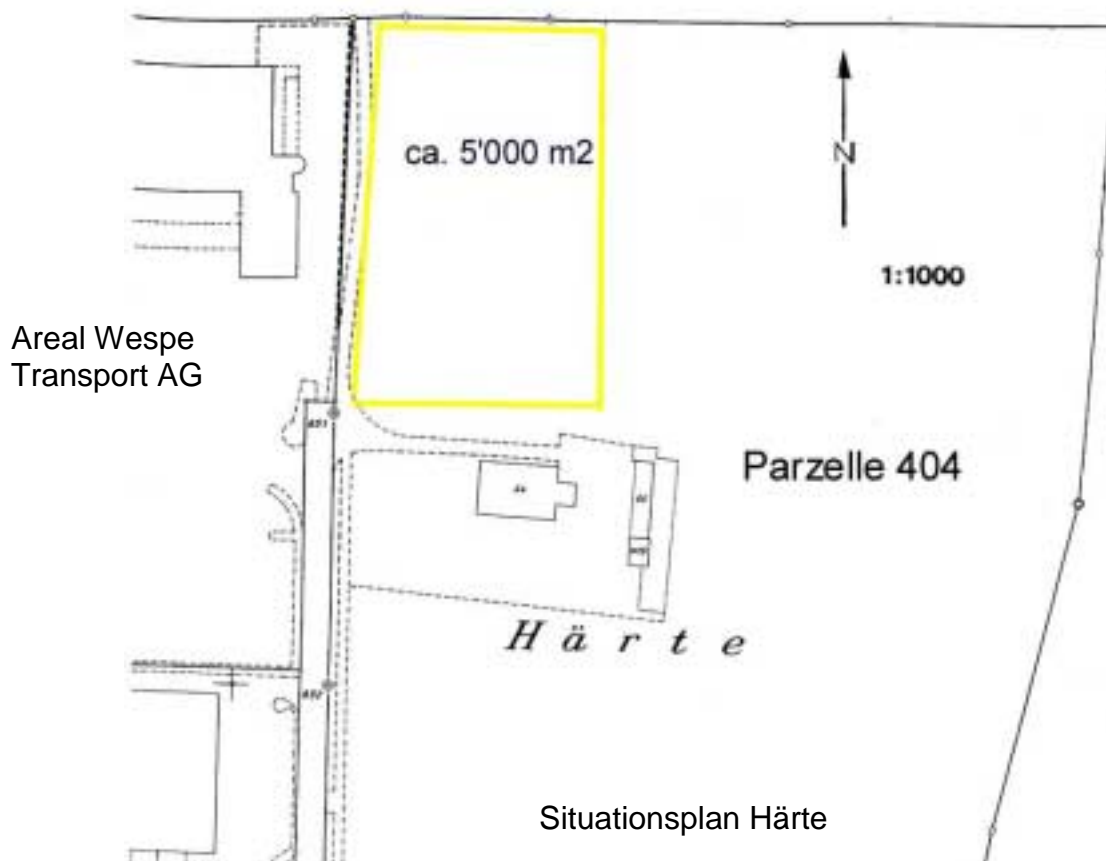 ca. 5'000 m2
N
1:1000
Areal Wespe
Transport AG
Parzelle 404
Härte
Situationsplan Härte